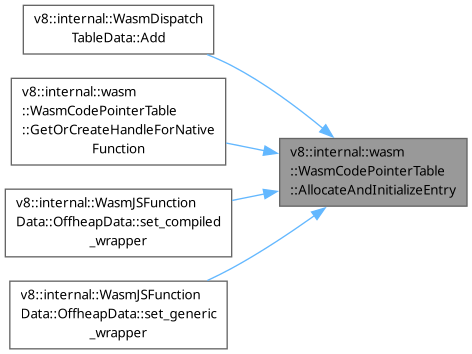 v8::internal::WasmDispatch
TableData::Add
v8::internal::wasm
::WasmCodePointerTable
::GetOrCreateHandleForNative
Function
v8::internal::wasm
::WasmCodePointerTable
::AllocateAndInitializeEntry
v8::internal::WasmJSFunction
Data::OffheapData::set_compiled
_wrapper
v8::internal::WasmJSFunction
Data::OffheapData::set_generic
_wrapper